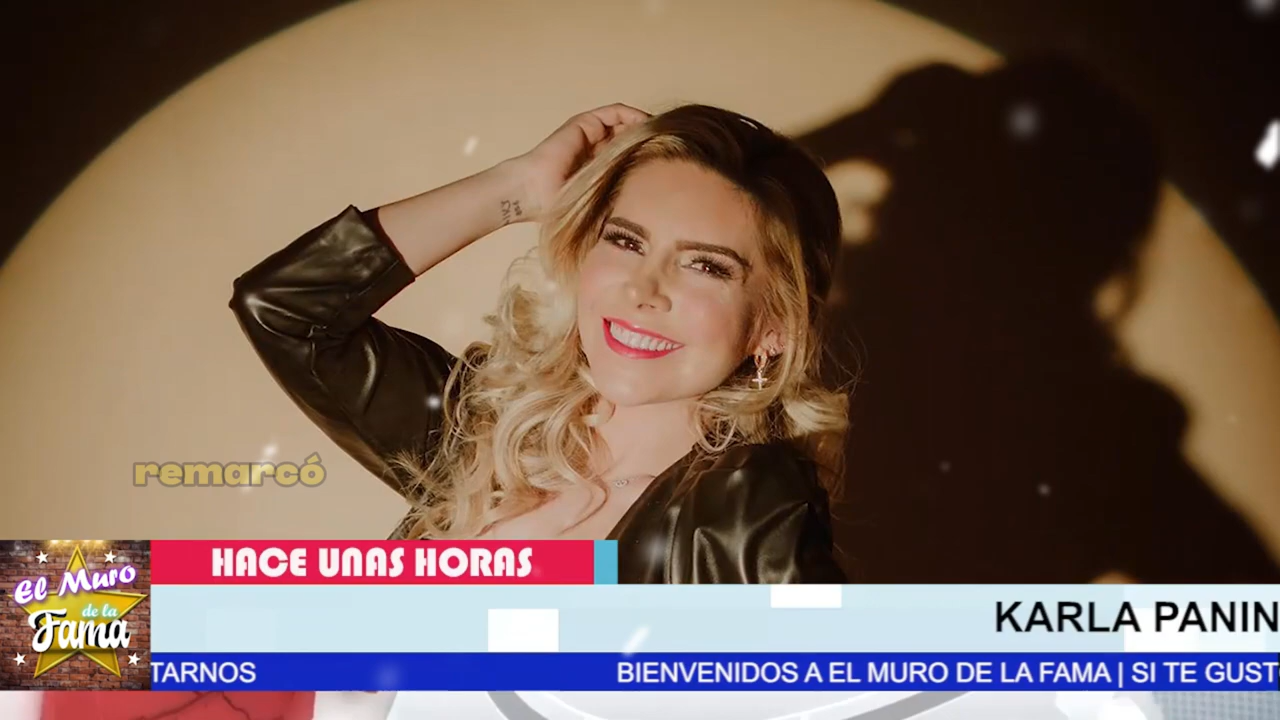 remarcó
HACE UNAS HORAS
El Muro
de la
Fama
KARLA PANIN
TARNOS
BIENVENIDOS A EL MURO DE LA FAMA | SI TE GUST